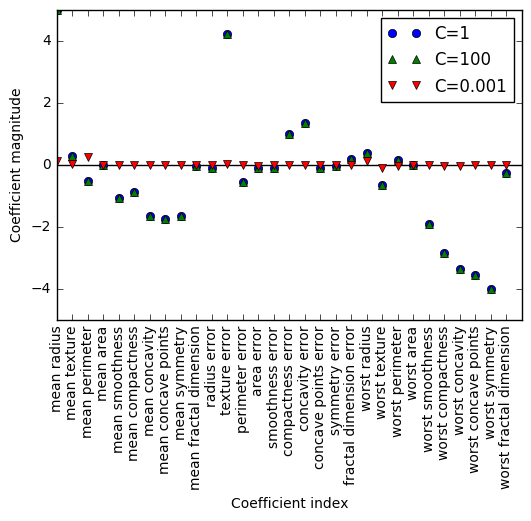 C=1
C=100
C=0.001
Coefficient magnitude
4
2
0
−2
−4
mean radius
mean texture
mean perimeter
mean area
mean smoothness
mean compactness
mean concavity
mean concave points
mean symmetry
mean fractal dimension
radius error
texture error
perimeter error
area error
smoothness error
compactness error
concavity error
concave points error
symmetry error
fractal dimension error
worst radius
worst texture
worst perimeter
worst area
worst smoothness
worst compactness
worst concavity
worst concave points
worst symmetry
worst fractal dimension
Coefficient index